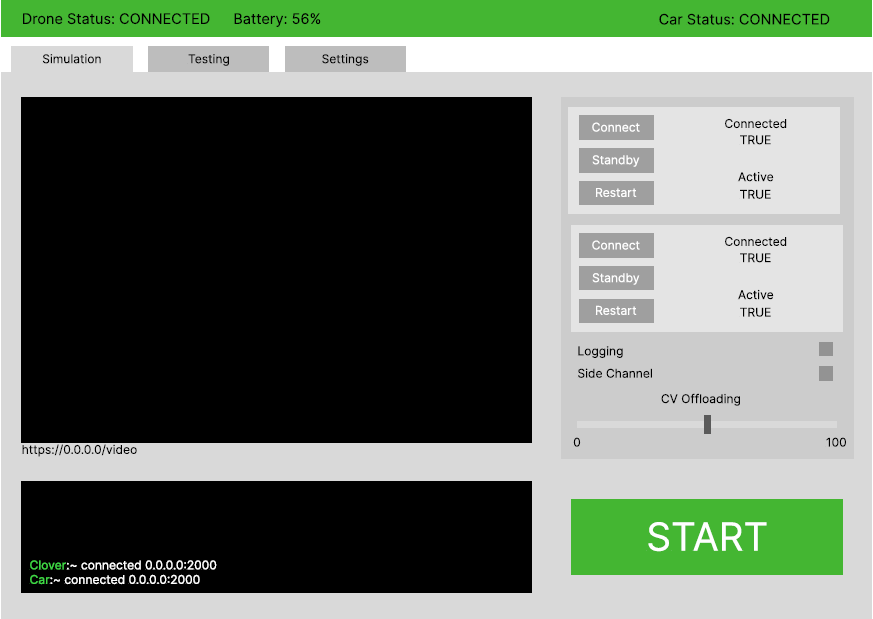 Drone Status: CONNECTED Battery: 56% Car Status: CONNECTED
Simulation Testing Settings
Connect
Standby
Restart
Connected
TRUE
Active
TRUE
Connect
Standby
Restart
Connected
TRUE
Active
TRUE
Logging
Side Channel
CV Offloading
0 100
https://0.0.0.0/video
Clover:~ connected 0.0.0.0:2000
Car:~ connected 0.0.0.0:2000
START